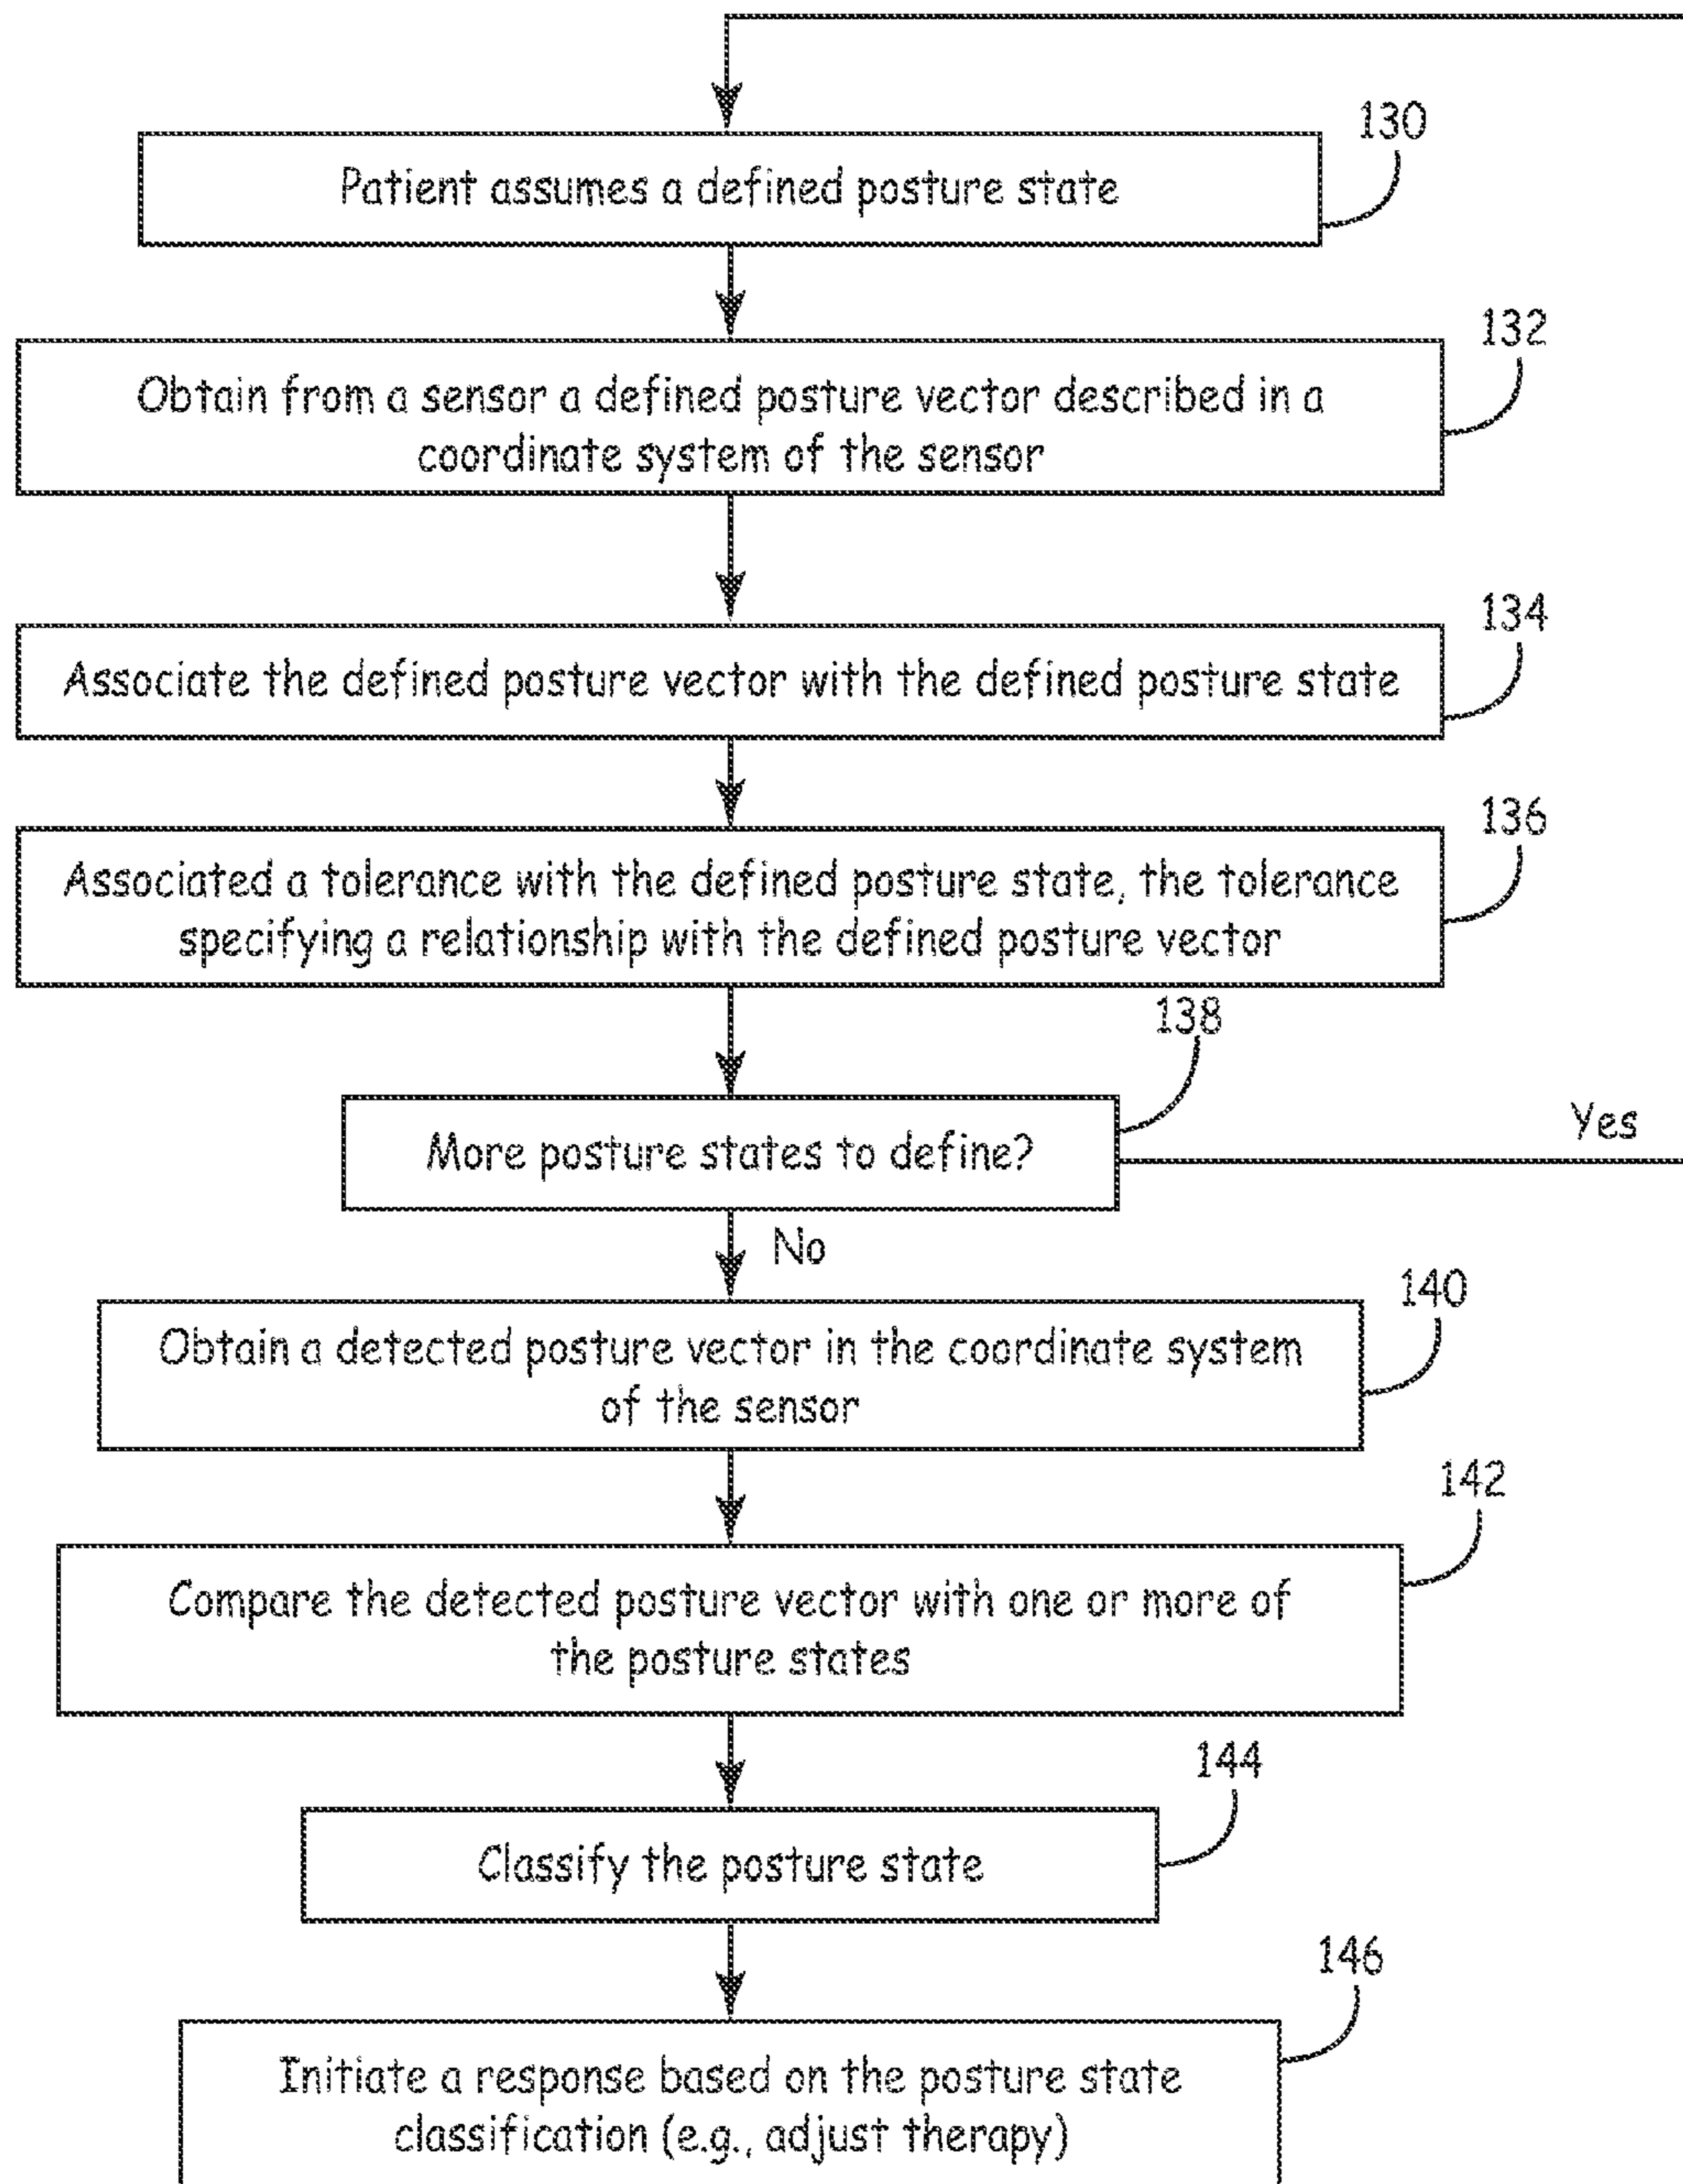 130
Patient assumes a defined posture state
132
Obtain from a sensor a defined posture vector described in a
coordinate system of the sensor
134
Associate the defined posture vector with the defined posture state
136
Associated a tolerance with the defined posture state, the tolerance
specifying a relationship with the defined posture vector
138
More posture states to define?
Yes
No
140
Obtain a detected posture vector in the coordinate system
of the sensor
142
Compare the detected posture vector with one or more of
the posture states
144
Classify the posture state
146
Initiate a response based on the posture state
classification (e.g., adjust therapy)